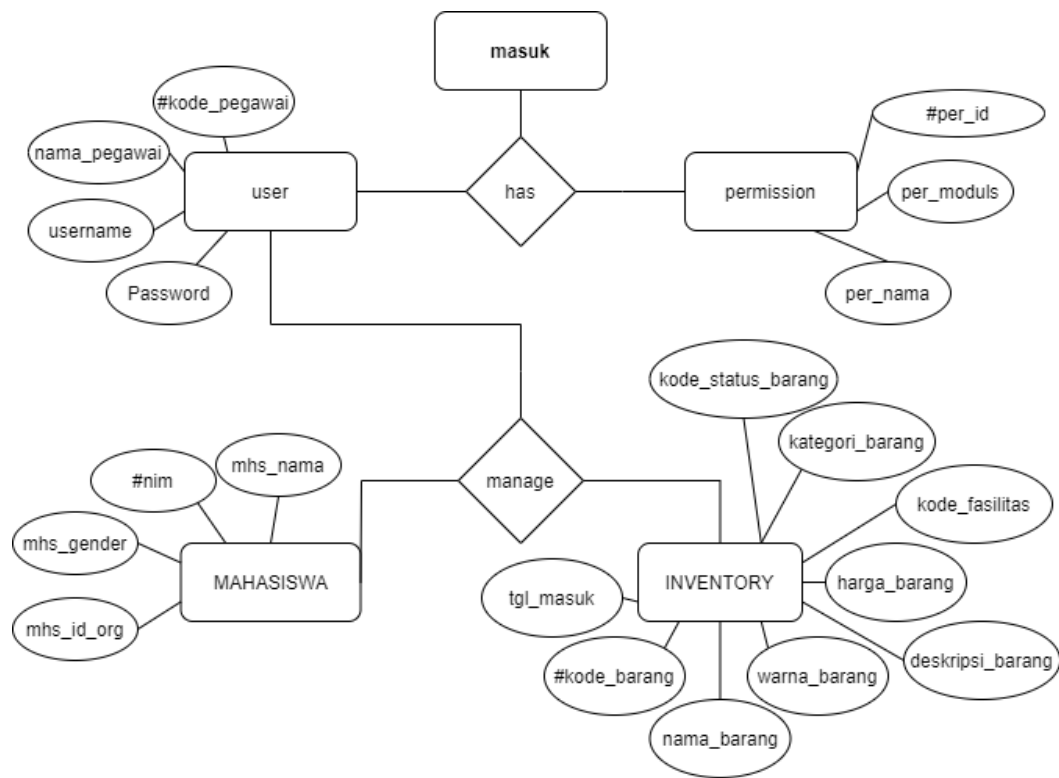 masuk
#kode_pegawai
#per_id
nama_pegawai
user
has
permission
per_moduls
username
Password
per_nama
kode_status_barang
kategori_barang
mhs_nama
#nim
manage
kode_fasilitas
mhs_gender
MAHASISWA
INVENTORY
harga_barang
tgl_masuk
mhs_id_org
deskripsi_barang
#kode_barang
warna_barang
nama_barang